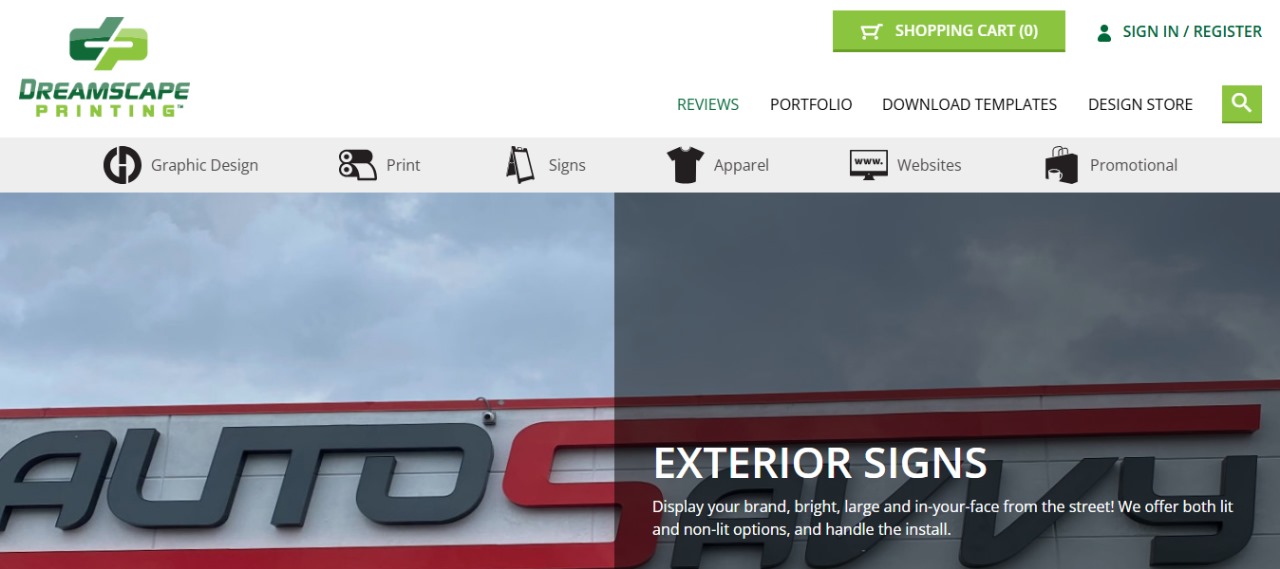 SHOPPING CART (0)
SIGN IN / REGISTER
DREAMSCAPE
PRINTING™
REVIEWS
PORTFOLIO
DOWNLOAD TEMPLATES
DESIGN STORE
Graphic Design
Print
Signs
Apparel
www.
Websites
Promotional
AUTOSAVVY
EXTERIOR SIGNS
Display your brand, bright, large and in-your-face from the street! We offer both lit
and non-lit options, and handle the install.